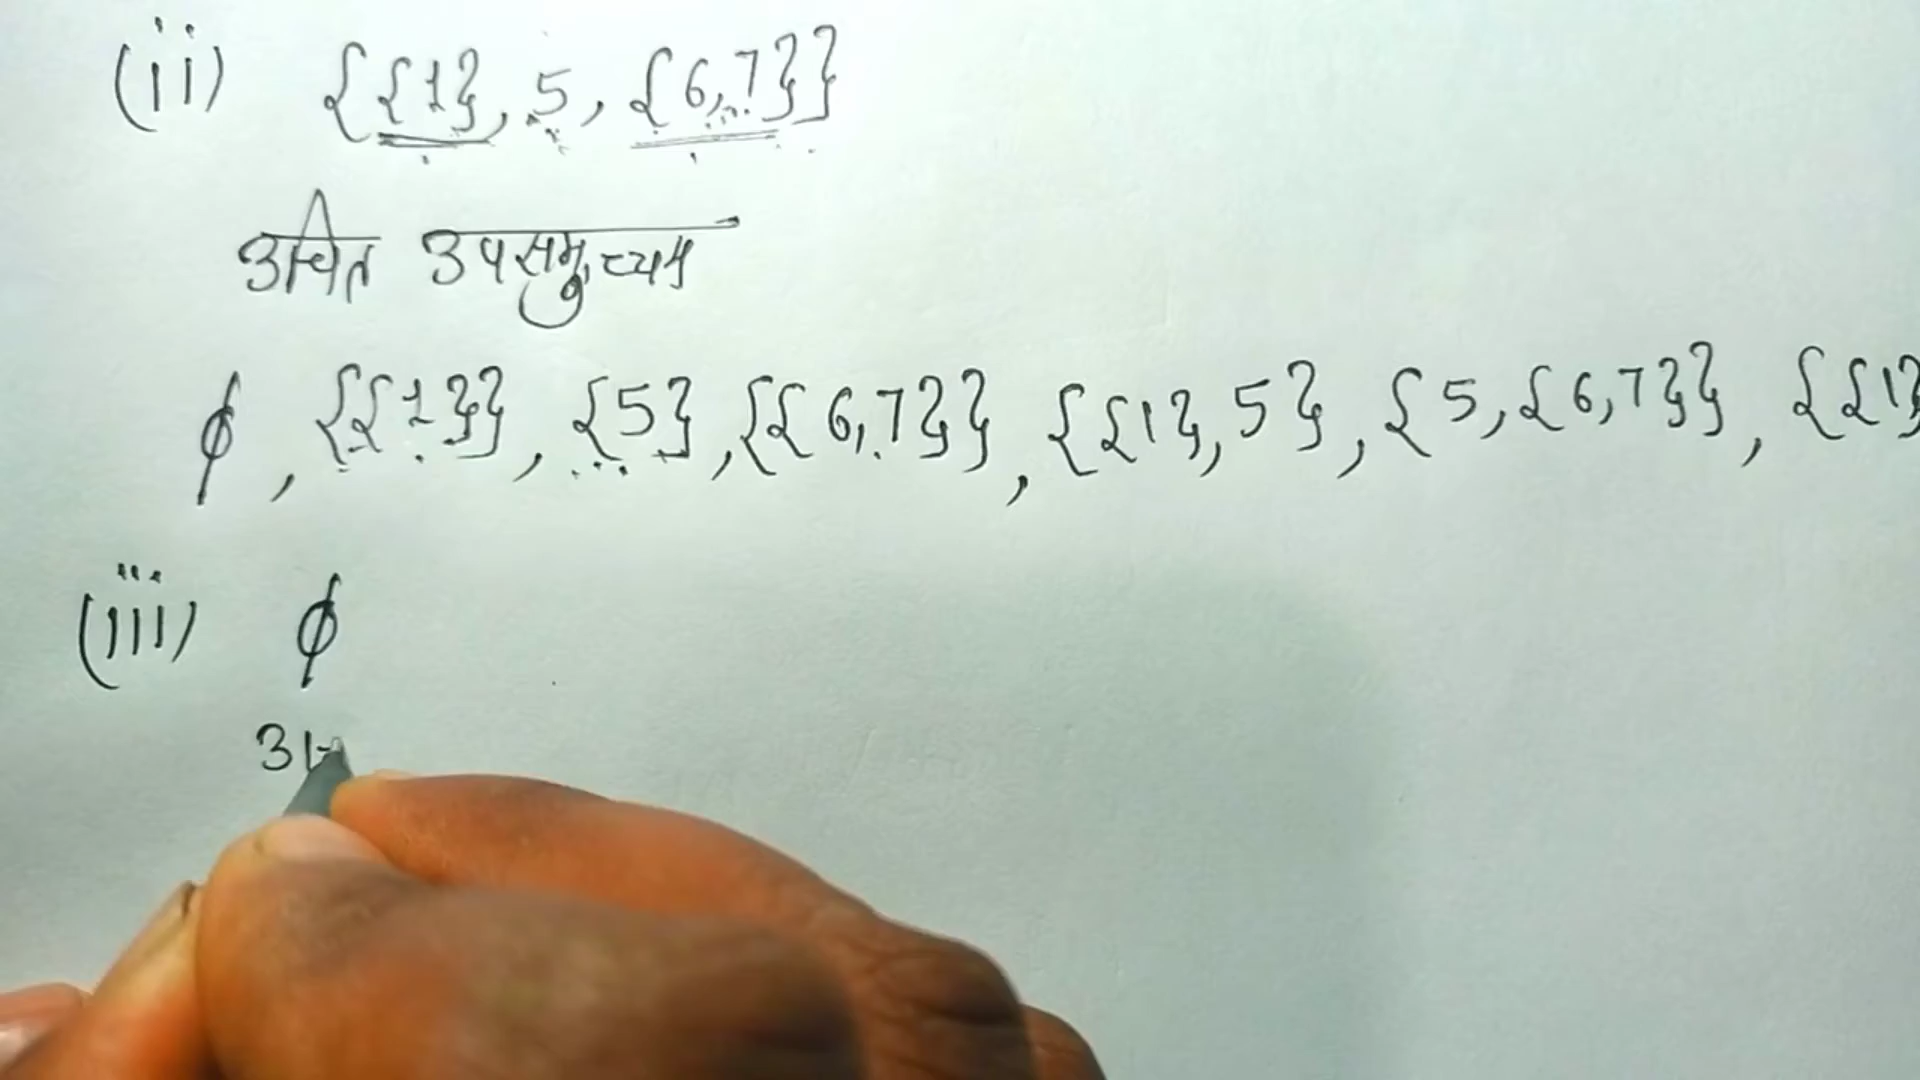 (ii) {{1}, 5, {6,7}}
उचित उपसमुच्चय
ϕ, {{1}}, {5}, {{6,7}}, {{1},5}, {5,{6,7}}, {{1}
(iii) ϕ